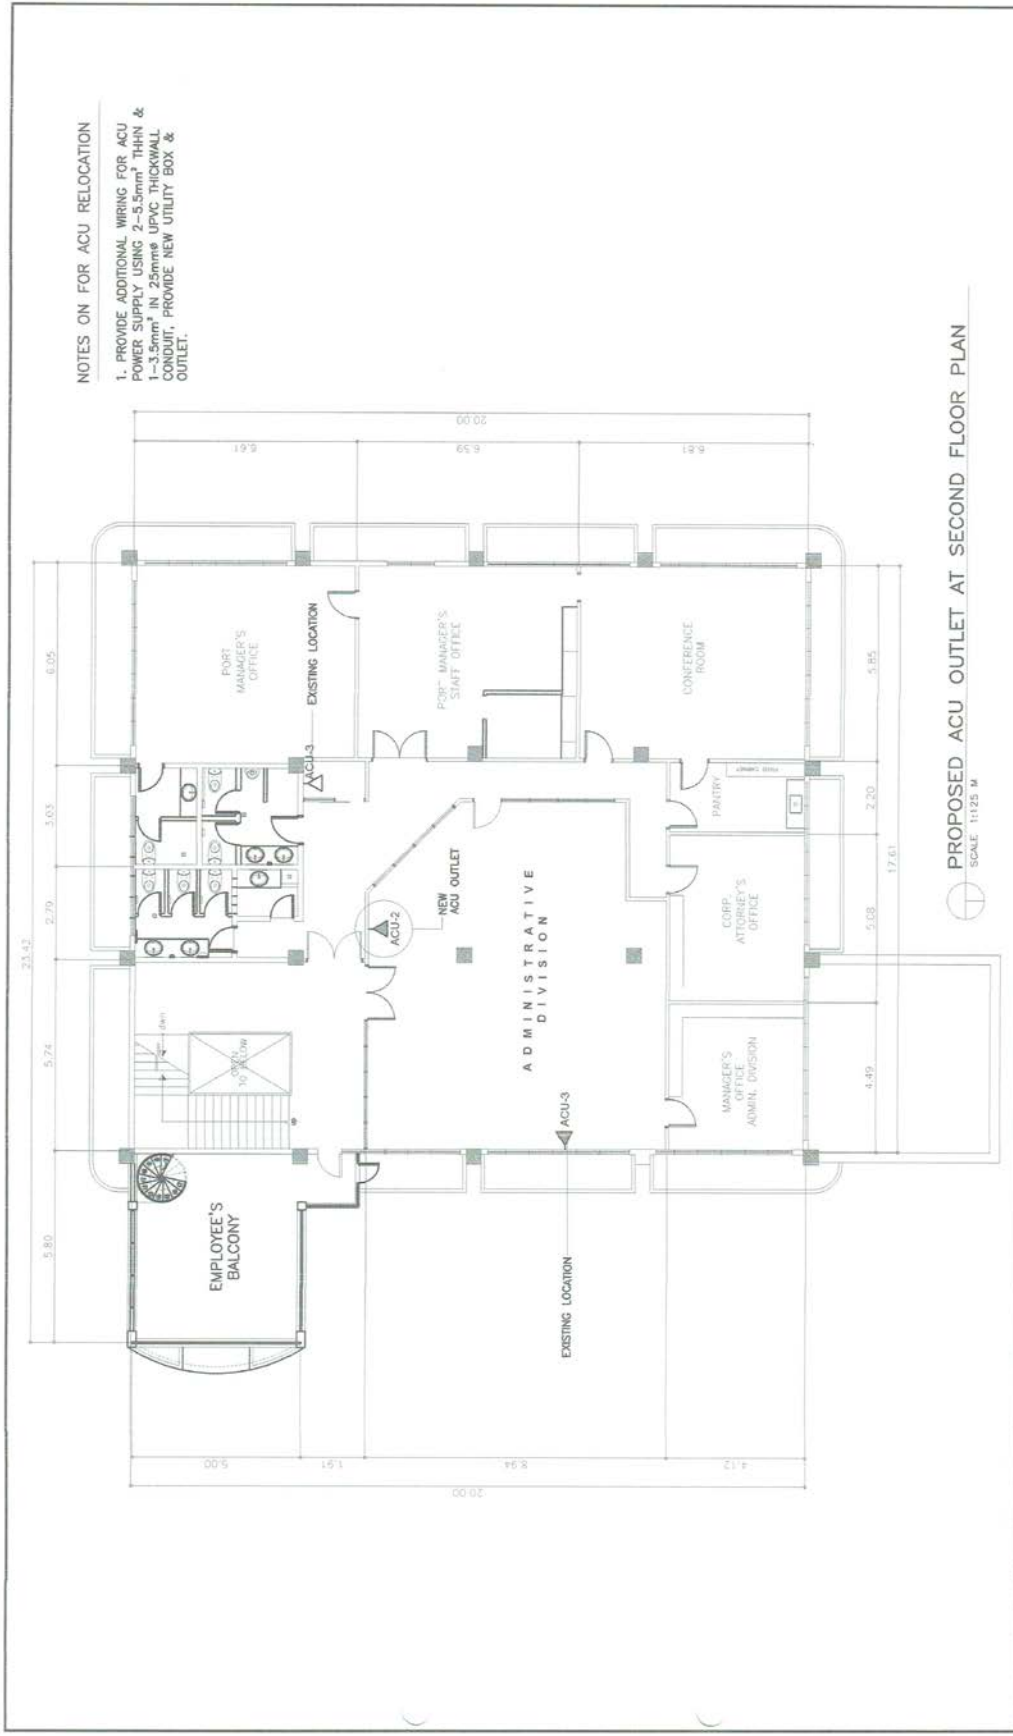 NOTES ON FOR ACU RELOCATION
1. PROVIDE ADDITIONAL WIRING FOR ACU
POWER SUPPLY USING 2-5.5mm² THHN &
1-3.5mm² IN 25mmø UPVC THICKWALL
CONDUIT, PROVIDE NEW UTILITY BOX &
OUTLET.
23.42
5.80
5.74
2.79
3.03
6.05
EMPLOYEE'S
BALCONY
dwn
OPEN
TO BELOW
PORT
MANAGER'S
OFFICE
ACU-3
EXISTING LOCATION
ACU-2
NEW
ACU OUTLET
PORT MANAGER'S
STAFF OFFICE
ADMINISTRATIVE
DIVISION
ACU-3
EXISTING LOCATION
CONFERENCE
ROOM
PANTRY
CORP.
ATTORNEY'S
OFFICE
MANAGER'S
OFFICE
ADMIN. DIVISION
5.00
1.91
8.94
4.12
20.00
6.61
6.59
6.81
20.00
4.49
5.08
2.20
5.85
17.61
PROPOSED ACU OUTLET AT SECOND FLOOR PLAN
SCALE 1:125 M